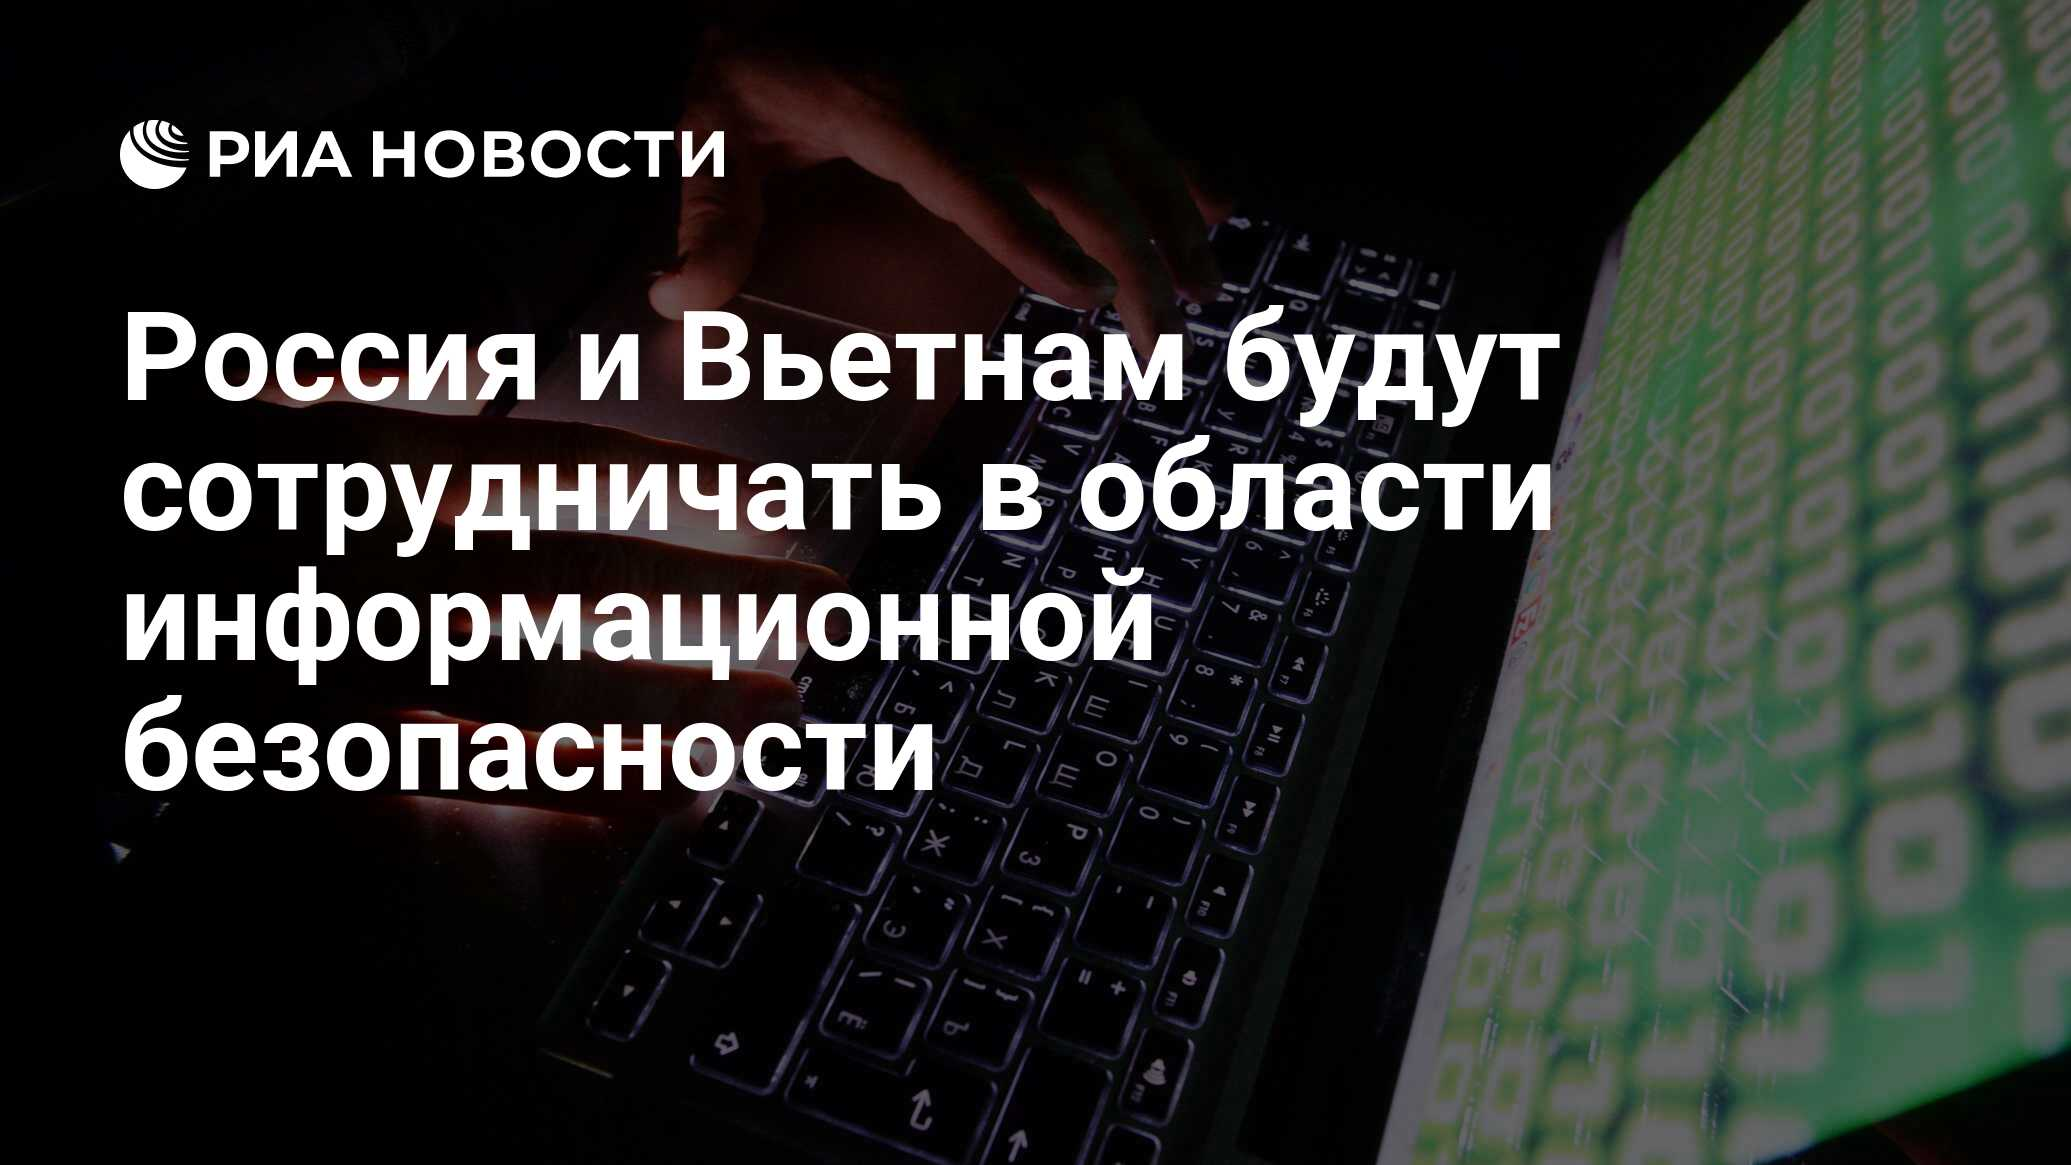 РИА НОВОСТИ
Россия и Вьетнам будут
сотрудничать в области
информационной
безопасности